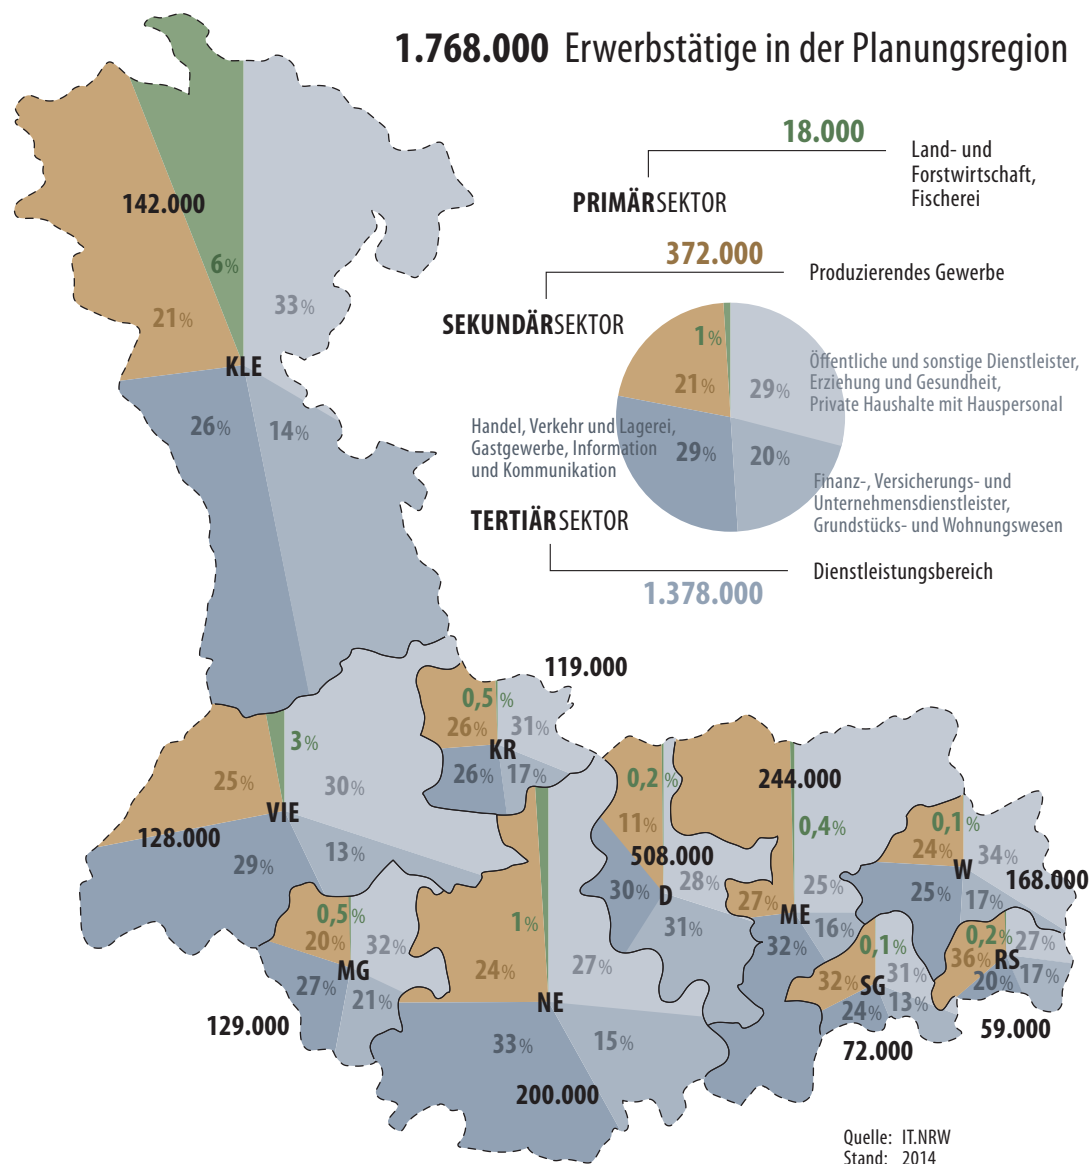 1.768.000 Erwerbstätige in der Planungsregion
18.000
Land- und
Forstwirtschaft,
Fischerei
PRIMÄRSEKTOR
372.000
Produzierendes Gewerbe
SEKUNDÄRSEKTOR
1%
21%
29%
29%
20%
Öffentliche und sonstige Dienstleister,
Erziehung und Gesundheit,
Private Haushalte mit Hauspersonal
Handel, Verkehr und Lagerei,
Gastgewerbe, Information
und Kommunikation
Finanz-, Versicherungs- und
Unternehmensdienstleister,
Grundstücks- und Wohnungswesen
TERTIÄRSEKTOR
Dienstleistungsbereich
1.378.000
142.000
6%
21%
33%
KLE
26%
14%
119.000
0,5%
26%
31%
KR
26%
17%
3%
25%
30%
VIE
128.000
29%
13%
0,2%
11%
508.000
28%
30%
D
31%
244.000
0,4%
27%
25%
ME
16%
32%
0,1%
24%
34%
W
168.000
25%
17%
0,5%
20%
32%
MG
27%
21%
129.000
1%
24%
27%
NE
33%
15%
200.000
0,1%
32%
31%
SG
24%
13%
72.000
0,2%
27%
36%
RS
20%
17%
59.000
Quelle: IT.NRW
Stand: 2014